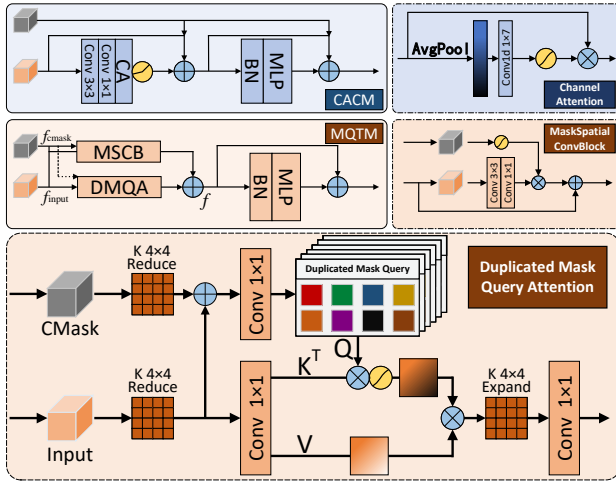 Conv 3×3
Conv 1×1
CA
BN
MLP
CACM
AvgPool
Conv1d 1×7
Channel
Attention
MQTM
fcmask
MSCB
DMQA
finput
f
BN
MLP
MaskSpatial
ConvBlock
Conv 3×3
Conv 1×1
K 4×4
Reduce
CMask
Conv 1×1
Duplicated Mask Query
Duplicated Mask
Query Attention
Q
K 4×4
Reduce
Input
Conv 1×1
K^T
V
K 4×4
Expand
Conv 1×1